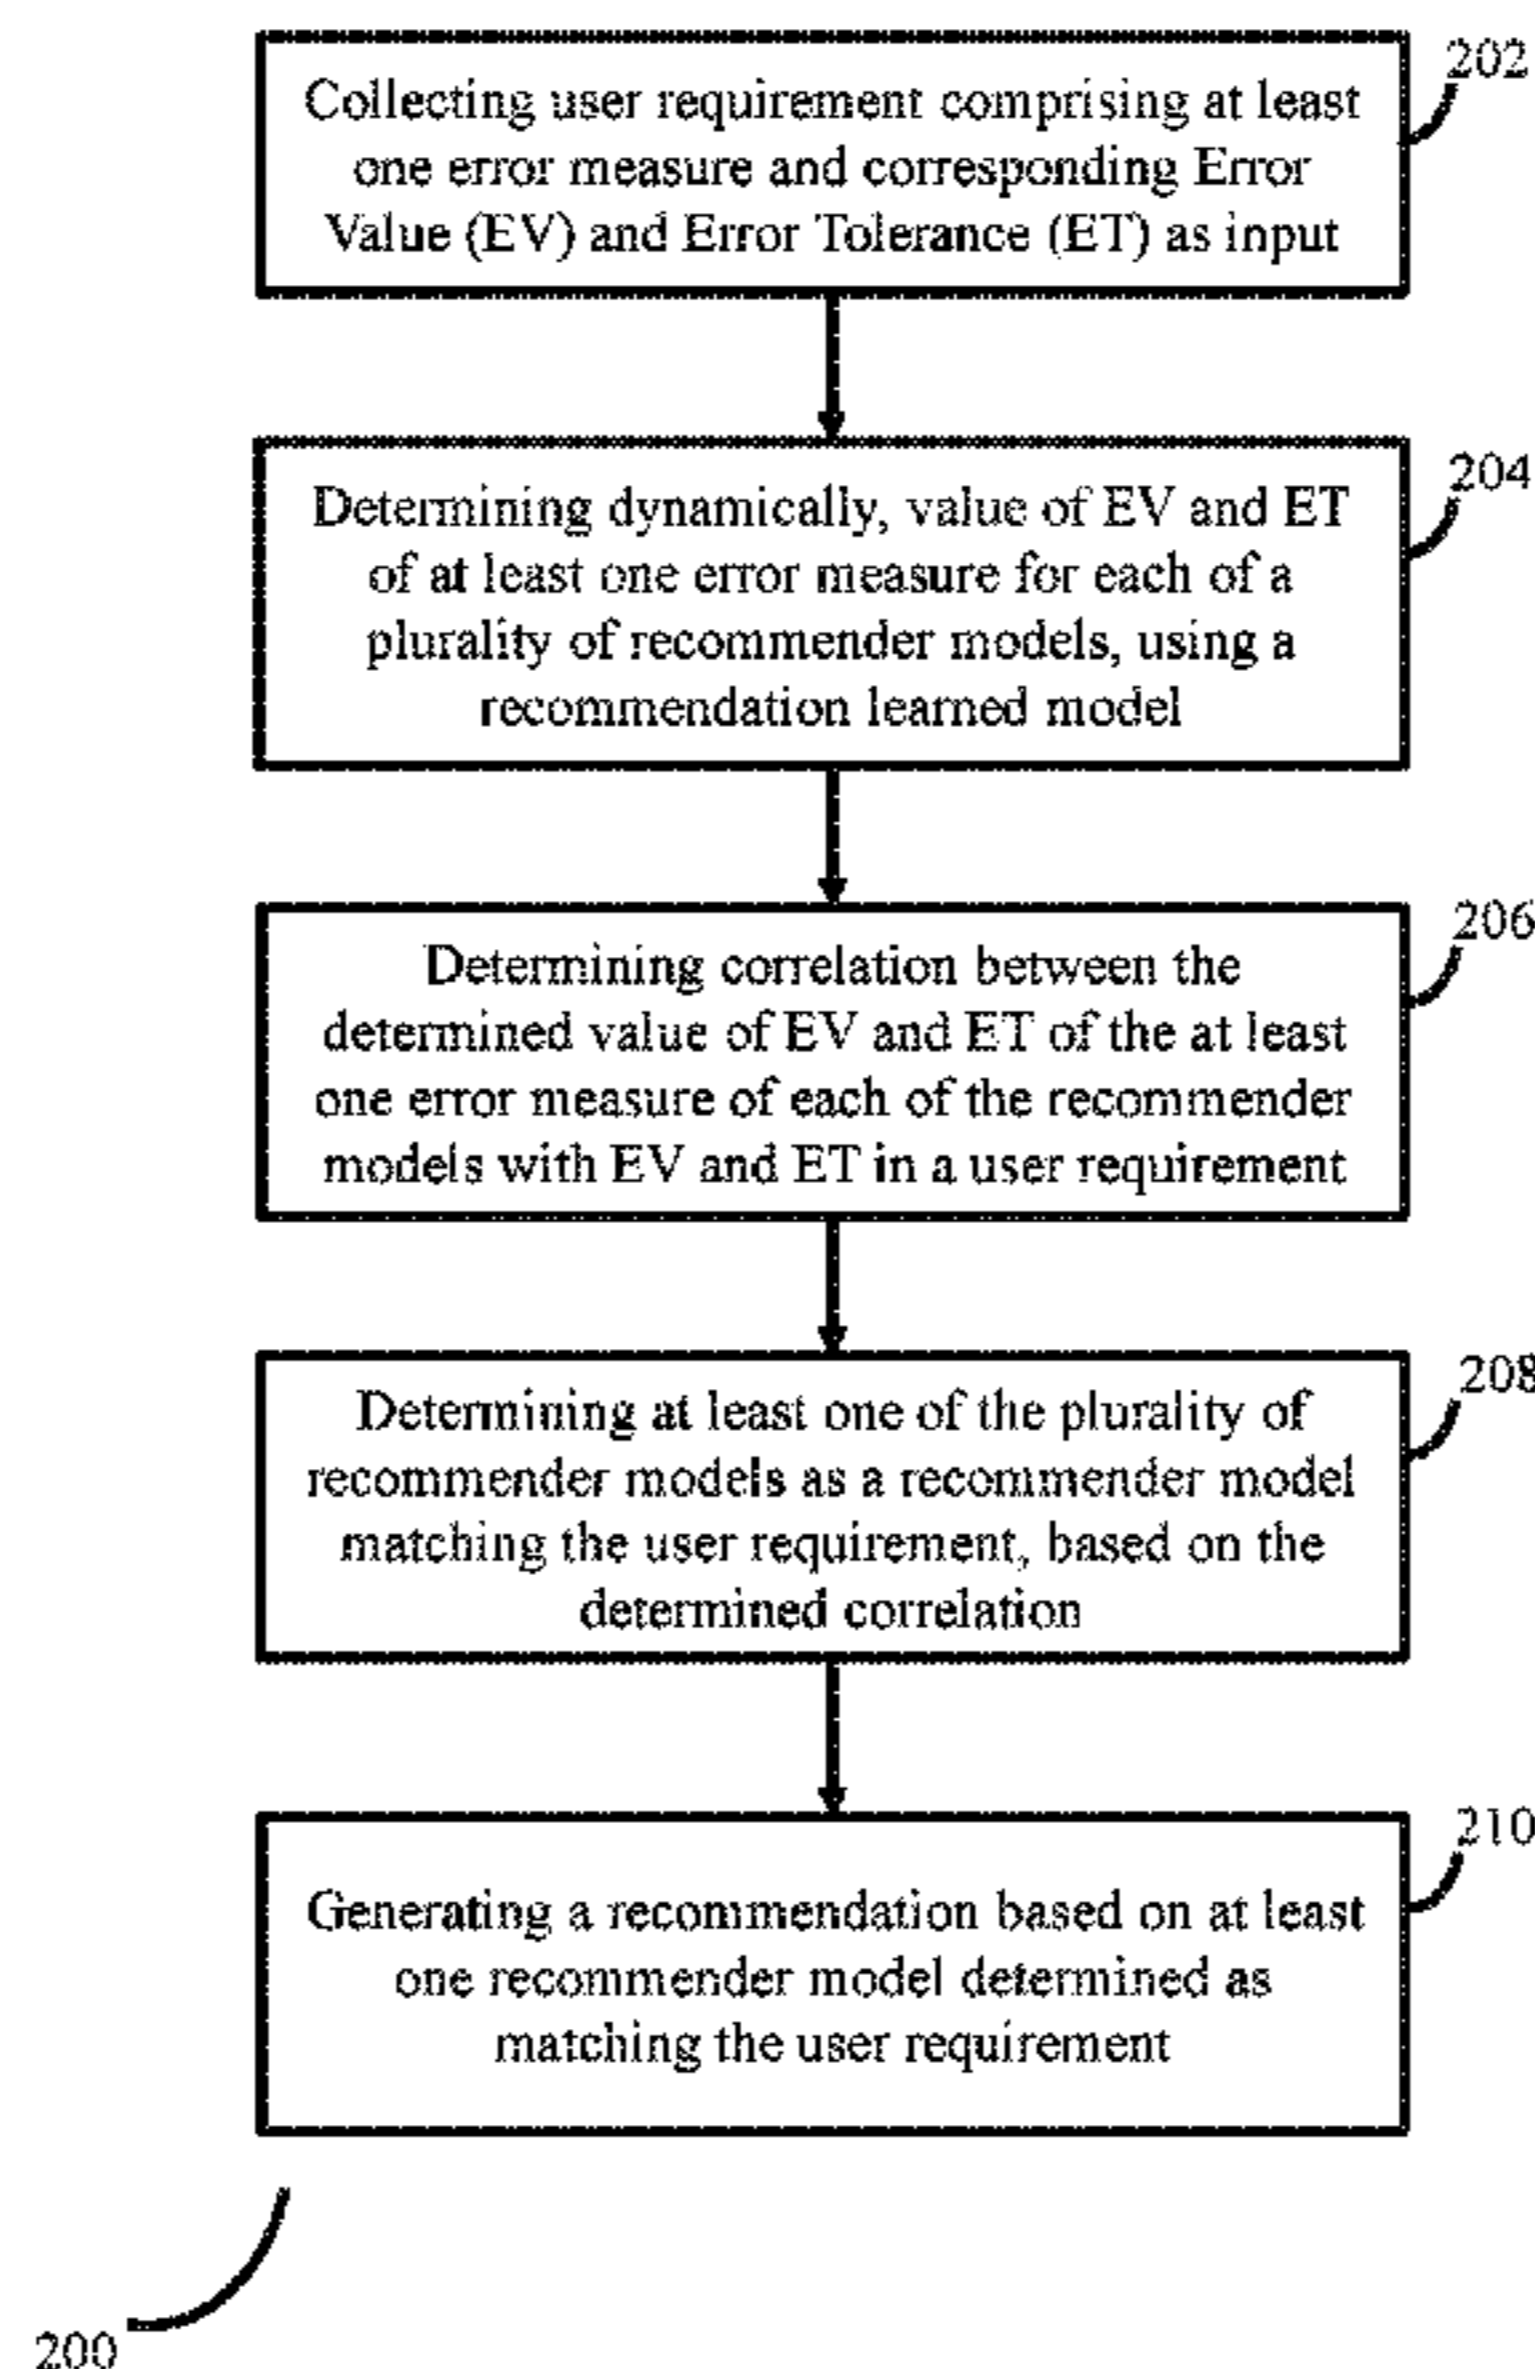 202
Collecting user requirement comprising at least
one error measure and corresponding Error
Value (EV) and Error Tolerance (ET) as input
204
Determining dynamically, value of EV and ET
of at least one error measure for each of a
plurality of recommender models, using a
recommendation learned model
206
Determining correlation between the
determined value of EV and ET of the at least
one error measure of each of the recommender
models with EV and ET in a user requirement
208
Determining at least one of the plurality of
recommender models as a recommender model
matching the user requirement, based on the
determined correlation
210
Generating a recommendation based on at least
one recommender model determined as
matching the user requirement
200